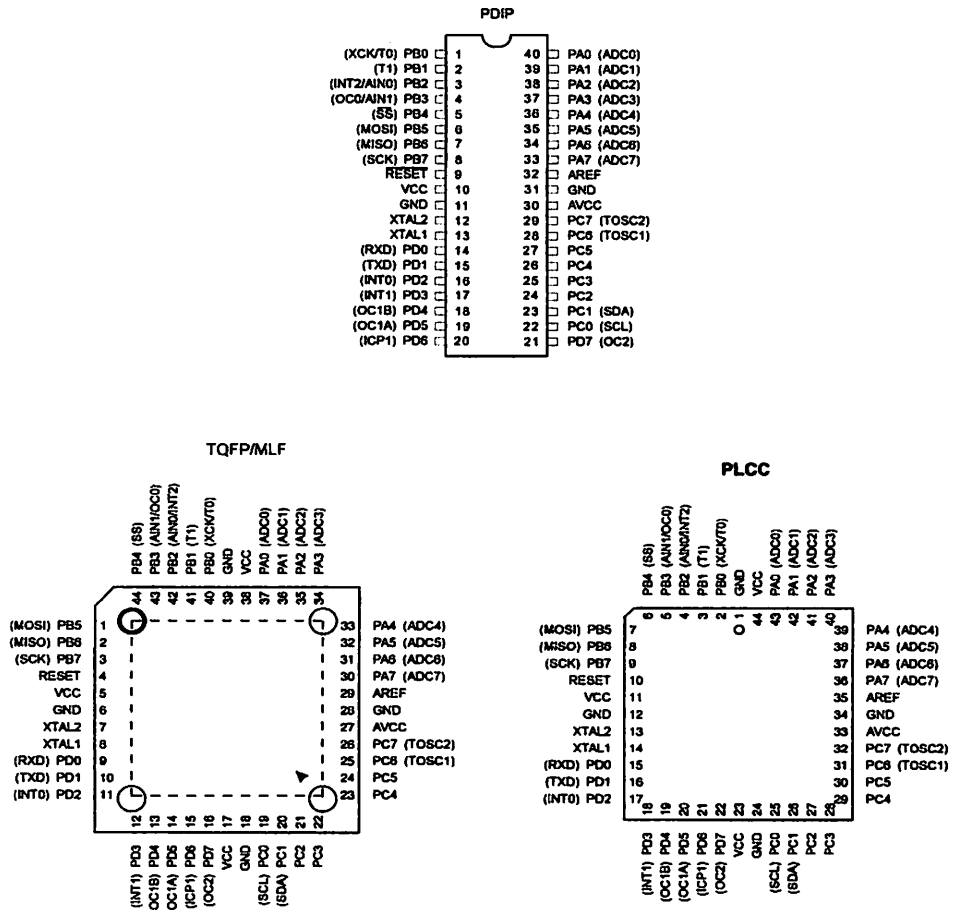 PDIP
(XCK/T0) PB0 1 40 PA0 (ADC0)
(T1) PB1 2 39 PA1 (ADC1)
(INT2/AIN0) PB2 3 38 PA2 (ADC2)
(OC0/AIN1) PB3 4 37 PA3 (ADC3)
(SS) PB4 5 36 PA4 (ADC4)
(MOSI) PB5 6 35 PA5 (ADC5)
(MISO) PB6 7 34 PA6 (ADC6)
(SCK) PB7 8 33 PA7 (ADC7)
RESET 9 32 AREF
VCC 10 31 GND
GND 11 30 AVCC
XTAL2 12 29 PC7 (TOSC2)
XTAL1 13 28 PC6 (TOSC1)
(RXD) PD0 14 27 PC5
(TXD) PD1 15 26 PC4
(INT0) PD2 16 25 PC3
(INT1) PD3 17 24 PC2
(OC1B) PD4 18 23 PC1 (SDA)
(OC1A) PD5 19 22 PC0 (SCL)
(ICP1) PD6 20 21 PD7 (OC2)
TQFP/MLF
PB4 (SS)
PB3 (AIN1/OC0)
PB2 (AIN0/INT2)
PB1 (T1)
PB0 (XCK/T0)
GND
VCC
PA0 (ADC0)
PA1 (ADC1)
PA2 (ADC2)
PA3 (ADC3)
44 43 42 41 40 39 38 37 36 35 34
(MOSI) PB5 1 33 PA4 (ADC4)
(MISO) PB6 2 32 PA5 (ADC5)
(SCK) PB7 3 31 PA6 (ADC6)
RESET 4 30 PA7 (ADC7)
VCC 5 29 AREF
GND 6 28 GND
XTAL2 7 27 AVCC
XTAL1 8 26 PC7 (TOSC2)
(RXD) PD0 9 25 PC6 (TOSC1)
(TXD) PD1 10 24 PC5
(INT0) PD2 11 23 PC4
12 13 14 15 16 17 18 19 20 21 22
(INT1) PD3
(OC1B) PD4
(OC1A) PD5
(ICP1) PD6
(OC2) PD7
VCC
GND
(SCL) PC0
(SDA) PC1
PC2
PC3
PLCC
PB4 (SS)
PB3 (AIN1/OC0)
PB2 (AIN0/INT2)
PB1 (T1)
PB0 (XCK/T0)
GND
VCC
PA0 (ADC0)
PA1 (ADC1)
PA2 (ADC2)
PA3 (ADC3)
6 5 4 3 2 1 44 43 42 41 40
(MOSI) PB5 7 39 PA4 (ADC4)
(MISO) PB6 8 38 PA5 (ADC5)
(SCK) PB7 9 37 PA6 (ADC6)
RESET 10 36 PA7 (ADC7)
VCC 11 35 AREF
GND 12 34 GND
XTAL2 13 33 AVCC
XTAL1 14 32 PC7 (TOSC2)
(RXD) PD0 15 31 PC6 (TOSC1)
(TXD) PD1 16 30 PC5
(INT0) PD2 17 29 PC4
18 19 20 21 22 23 24 25 26 27 28
(INT1) PD3
(OC1B) PD4
(OC1A) PD5
(ICP1) PD6
(OC2) PD7
VCC
GND
(SCL) PC0
(SDA) PC1
PC2
PC3